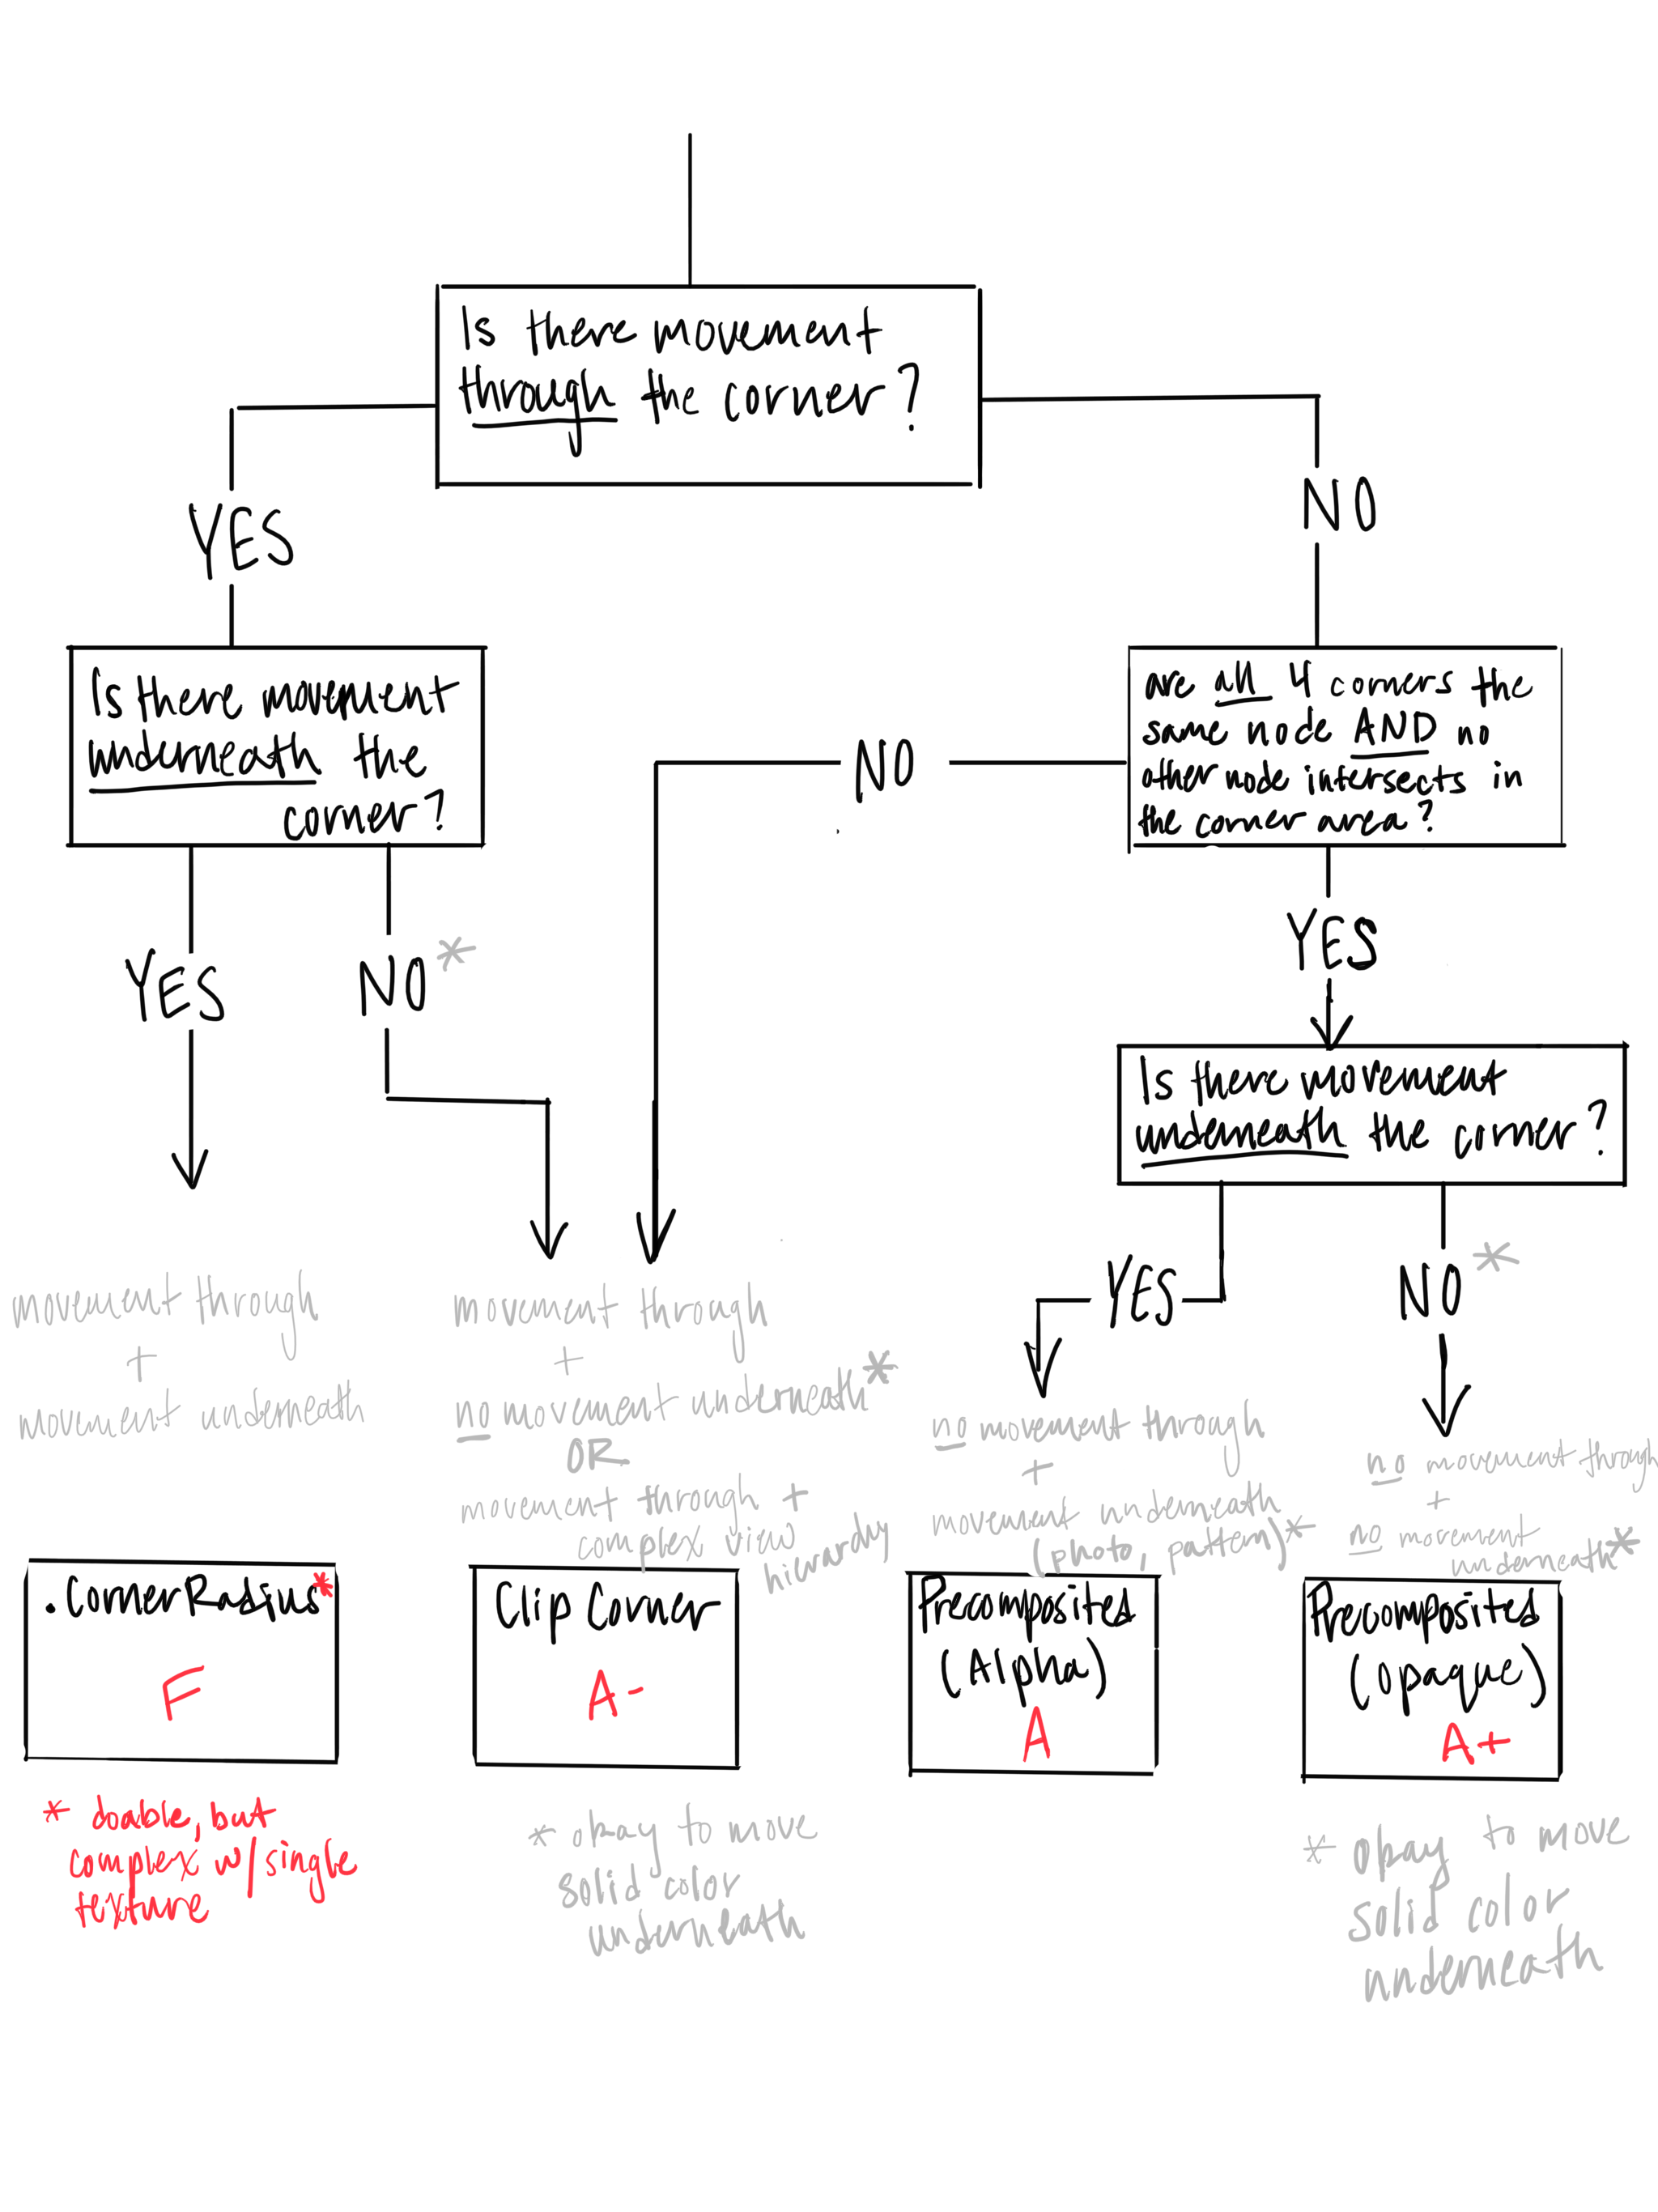 Is there movement
through the corner?
YES
NO
Is there movement
underneath the
corner?
are all 4 corners the
same node AND no
other node intersects in
the corner area?
NO
YES
NO*
YES
Is there movement
underneath the corner?
YES
NO*
movement through
+
movement underneath
movement through
+
no movement underneath*
OR
movement through +
complex view
hierarchy
no movement through
+
movement underneath
(photo, pattern)*
no movement through
+
no movement
underneath*
.CornerRadius*
F
Clip Corner
A-
Precomposited
(Alpha)
A
Precomposited
(opaque)
A+
* doable, but
complex w/single
texture
* okay to move
solid color
underneath
* okay to move
solid color
underneath